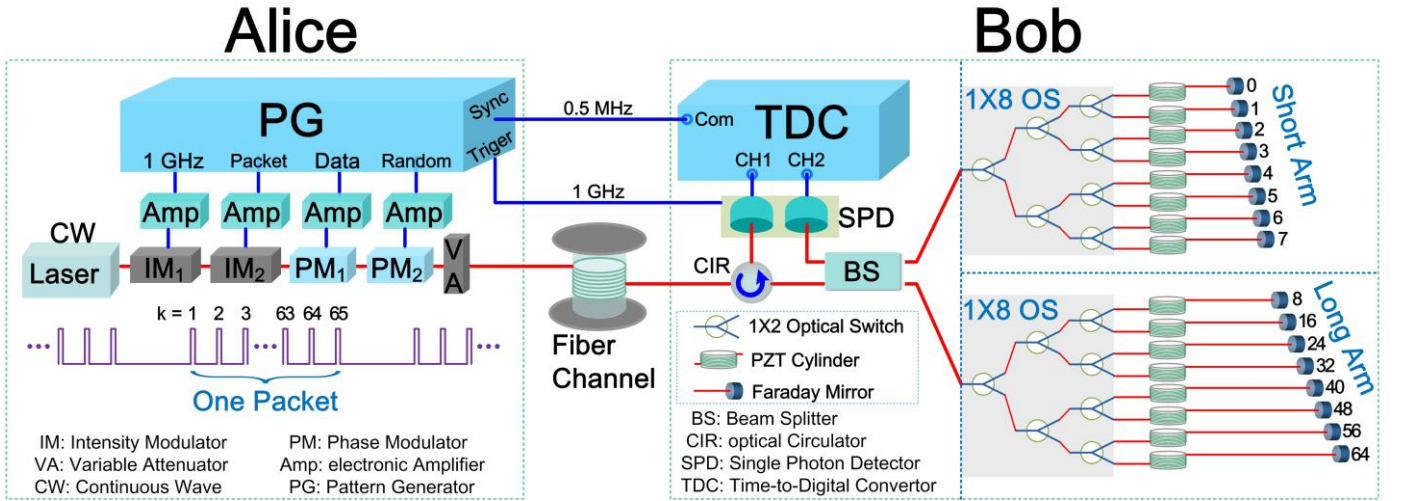 Alice
Bob
PG
Sync
Triger
1 GHz
Packet
Data
Random
Amp
Amp
Amp
Amp
CW
Laser
IM1
IM2
PM1
PM2
V
A
k = 1 2 3 63 64 65
One Packet
IM: Intensity Modulator
VA: Variable Attenuator
CW: Continuous Wave
PM: Phase Modulator
Amp: electronic Amplifier
PG: Pattern Generator
0.5 MHz
1 GHz
Fiber
Channel
Com
TDC
CH1
CH2
SPD
CIR
BS
1X2 Optical Switch
PZT Cylinder
Faraday Mirror
BS: Beam Splitter
CIR: optical Circulator
SPD: Single Photon Detector
TDC: Time-to-Digital Convertor
1X8 OS
0
1
2
3
4
5
6
7
Short Arm
1X8 OS
8
16
24
32
40
48
56
64
Long Arm